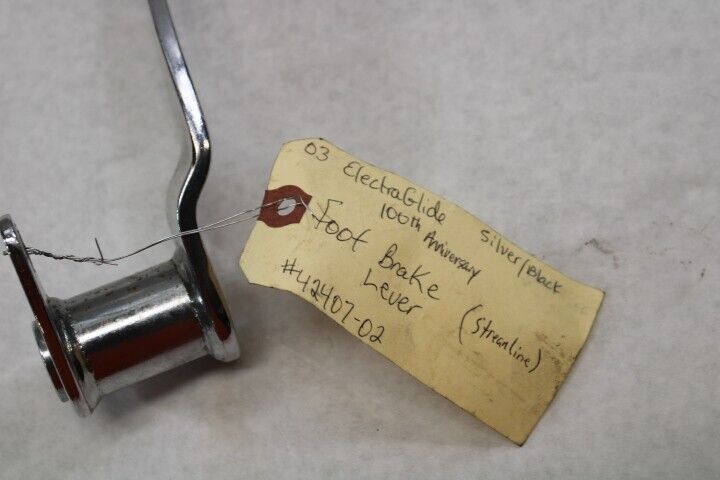 03 ElectraGlide Silver/Black
100th Anniversary
Foot Brake
Lever (Streamline)
#42407-02